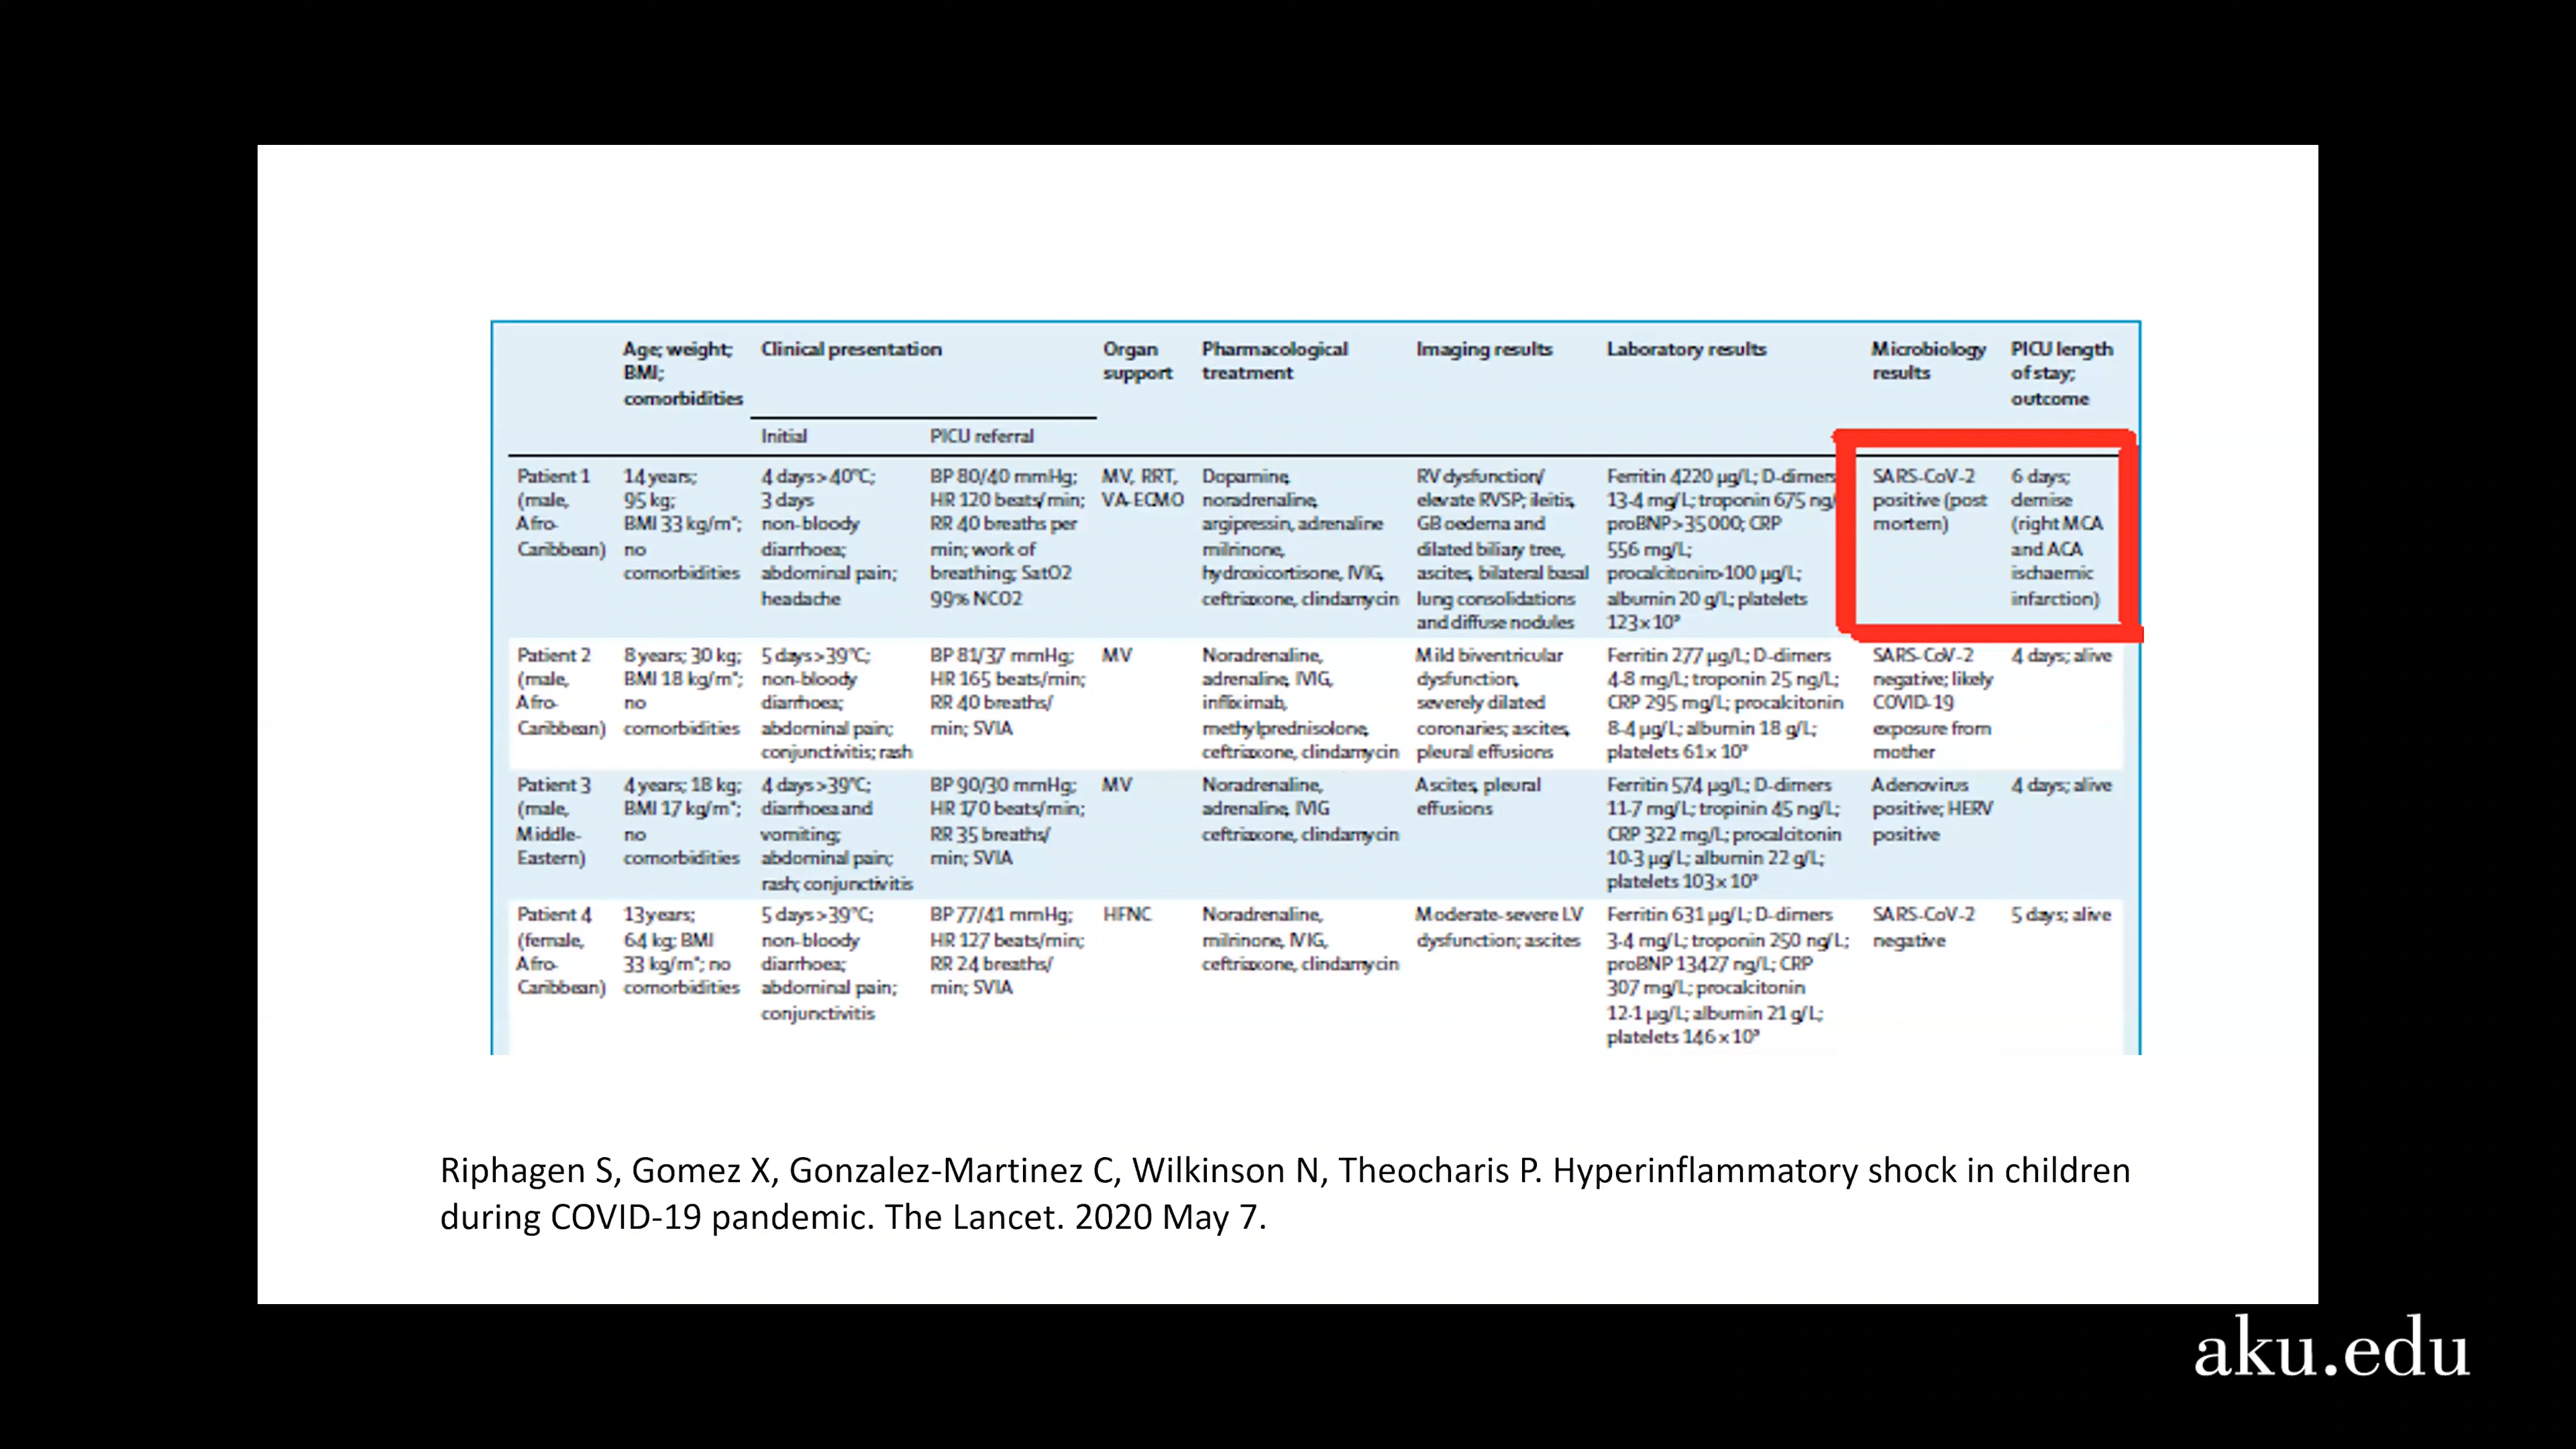 Age; weight; BMI; comorbidities
Clinical presentation
Organ support
Pharmacological treatment
Imaging results
Laboratory results
Microbiology results
PICU length of stay; outcome
Initial
PICU referral
Patient 1 (male, Afro-Caribbean)
14 years; 95 kg; BMI 33 kg/m²; no comorbidities
4 days >40°C; 3 days non-bloody diarrhoea; abdominal pain; headache
BP 80/40 mmHg; HR 120 beats/min; RR 40 breaths per min; work of breathing; SatO2 99% NCO2
MV, RRT, VA-ECMO
Dopamine, noradrenaline, argipressin, adrenaline milrinone, hydroxicortisone, IVIG, ceftriaxone, clindamycin
RV dysfunction/ elevate RVSP; ileitis, GB oedema and dilated biliary tree, ascites, bilateral basal lung consolidations and diffuse nodules
Ferritin 4220 µg/L; D-dimers 13·4 mg/L; troponin 675 ng/ proBNP >35 000; CRP 556 mg/L; procalcitonin>100 µg/L; albumin 20 g/L; platelets 123 x 10⁹
SARS-CoV-2 positive (post mortem)
6 days; demise (right MCA and ACA ischaemic infarction)
Patient 2 (male, Afro-Caribbean)
8 years; 30 kg; BMI 18 kg/m²; no comorbidities
5 days >39°C; non-bloody diarrhoea; abdominal pain; conjunctivitis; rash
BP 81/37 mmHg; HR 165 beats/min; RR 40 breaths/ min; SVIA
MV
Noradrenaline, adrenaline, IVIG, infliximab, methylprednisolone, ceftriaxone, clindamycin
Mild biventricular dysfunction, severely dilated coronaries; ascites, pleural effusions
Ferritin 277 µg/L; D-dimers 4·8 mg/L; troponin 25 ng/L; CRP 295 mg/L; procalcitonin 8·4 µg/L; albumin 18 g/L; platelets 61 x 10⁹
SARS-CoV-2 negative; likely COVID-19 exposure from mother
4 days; alive
Patient 3 (male, Middle-Eastern)
4 years; 18 kg; BMI 17 kg/m²; no comorbidities
4 days >39°C; diarrhoea and vomiting; abdominal pain; rash; conjunctivitis
BP 90/30 mmHg; HR 170 beats/min; RR 35 breaths/ min; SVIA
MV
Noradrenaline, adrenaline, IVIG ceftriaxone, clindamycin
Ascites, pleural effusions
Ferritin 574 µg/L; D-dimers 11·7 mg/L; tropinin 45 ng/L; CRP 322 mg/L; procalcitonin 10·3 µg/L; albumin 22 g/L; platelets 103 x 10⁹
Adenovirus positive; HERV positive
4 days; alive
Patient 4 (female, Afro-Caribbean)
13 years; 64 kg; BMI 33 kg/m²; no comorbidities
5 days >39°C; non-bloody diarrhoea; abdominal pain; conjunctivitis
BP 77/41 mmHg; HR 127 beats/min; RR 24 breaths/ min; SVIA
HFNC
Noradrenaline, milrinone, IVIG, ceftriaxone, clindamycin
Moderate-severe LV dysfunction; ascites
Ferritin 631 µg/L; D-dimers 3·4 mg/L; troponin 250 ng/L; proBNP 13427 ng/L; CRP 307 mg/L; procalcitonin 12·1 µg/L; albumin 21 g/L; platelets 146 x 10⁹
SARS-CoV-2 negative
5 days; alive
Riphagen S, Gomez X, Gonzalez-Martinez C, Wilkinson N, Theocharis P. Hyperinflammatory shock in children
during COVID-19 pandemic. The Lancet. 2020 May 7.
aku.edu